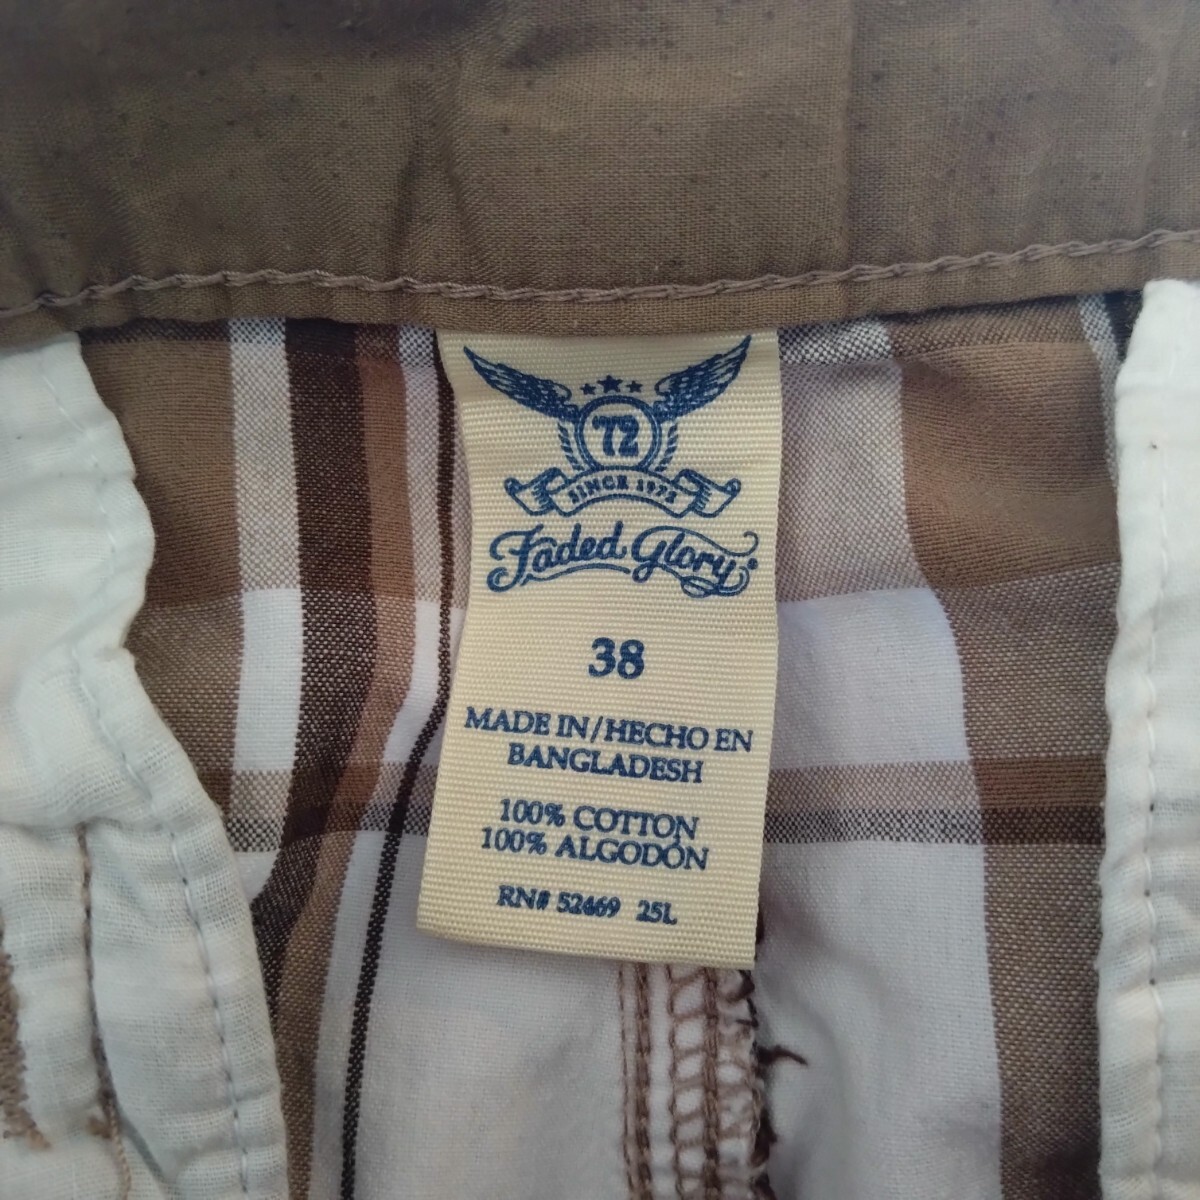 '72
SINCE 1972
Faded Glory
38
MADE IN/HECHO EN
BANGLADESH
100% COTTON
100% ALGODÓN
RN# 52469 25L